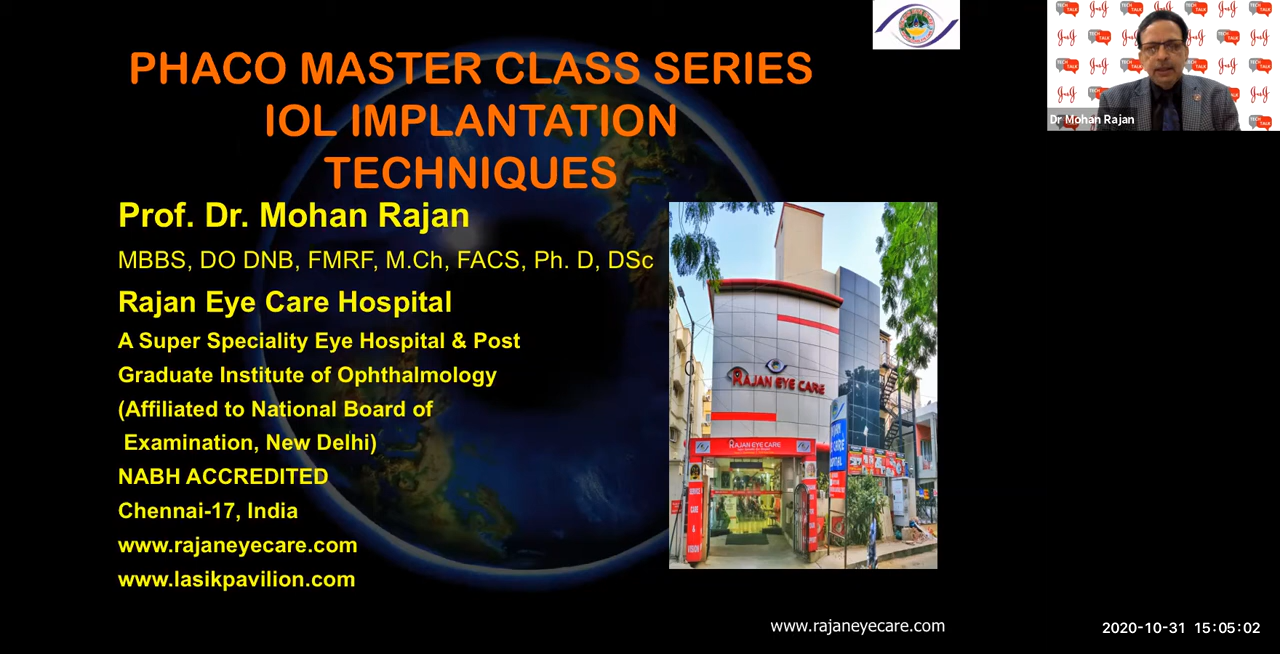 PHACO MASTER CLASS SERIES
IOL IMPLANTATION
TECHNIQUES
Prof. Dr. Mohan Rajan
MBBS, DO DNB, FMRF, M.Ch, FACS, Ph. D, DSc
Rajan Eye Care Hospital
A Super Speciality Eye Hospital & Post
Graduate Institute of Ophthalmology
(Affiliated to National Board of
Examination, New Delhi)
NABH ACCREDITED
Chennai-17, India
www.rajaneyecare.com
www.lasikpavilion.com
RAJAN EYE CARE
RAJAN EYE CARE
www.rajaneyecare.com
Dr Mohan Rajan
TECH TALK
2020-10-31 15:05:02